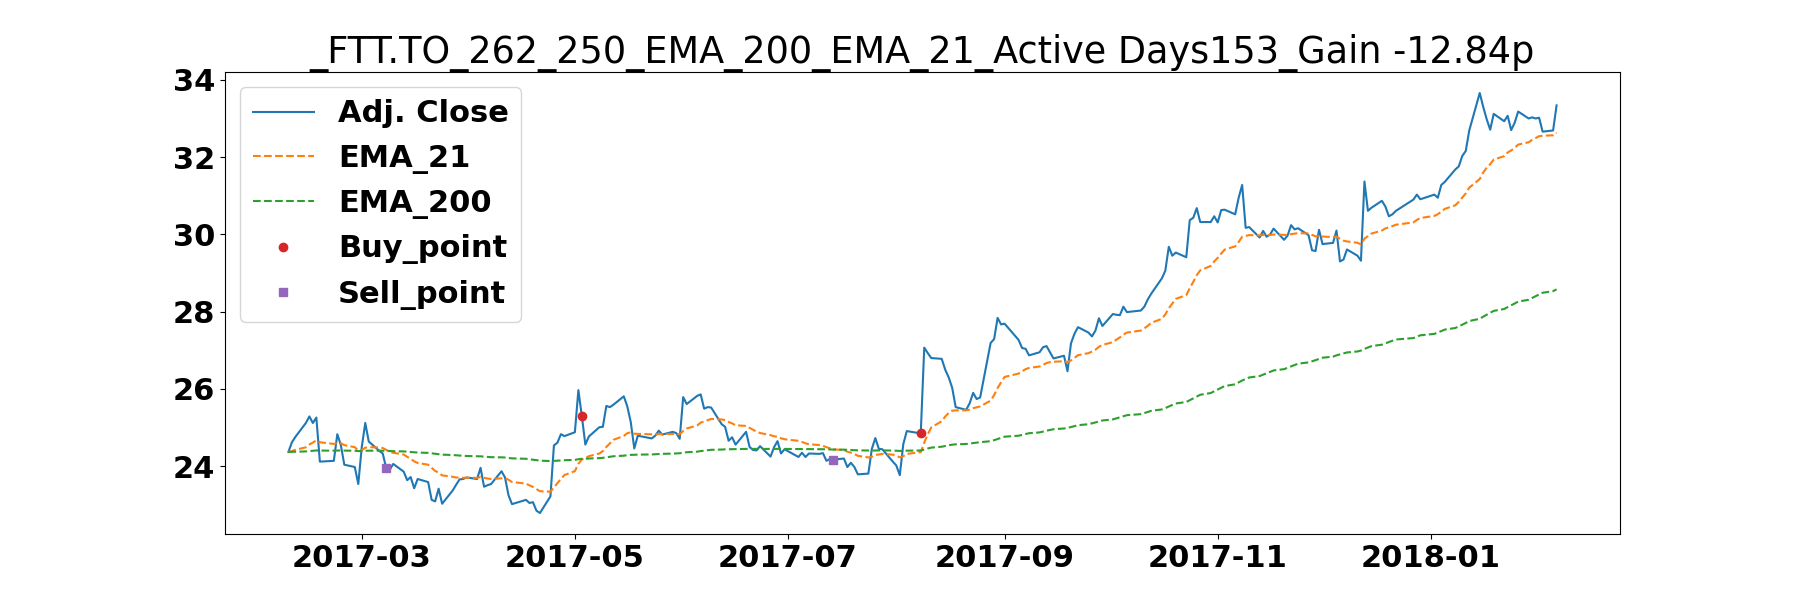 _FTT.TO_262_250_EMA_200_EMA_21_Active Days153_Gain -12.84p
34
32
30
28
26
24
Adj. Close
EMA_21
EMA_200
Buy_point
Sell_point
2017-03
2017-05
2017-07
2017-09
2017-11
2018-01